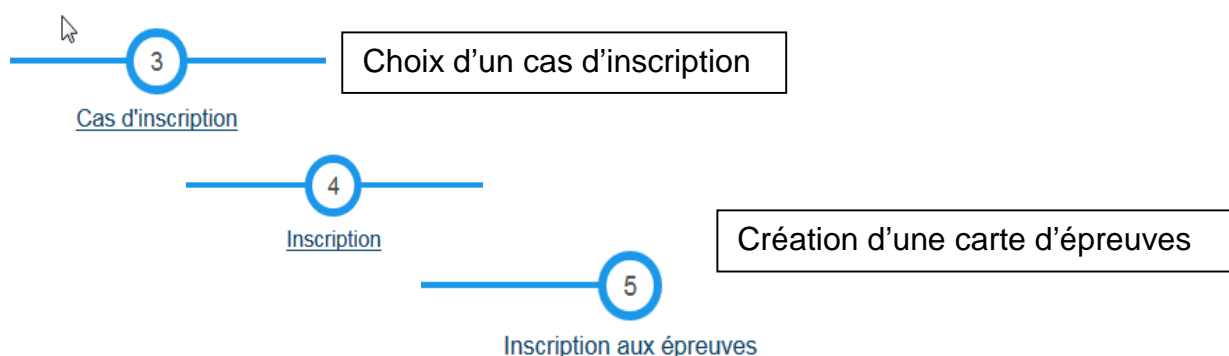 3
Choix d’un cas d’inscription
Cas d'inscription
4
Inscription
Création d’une carte d’épreuves
5
Inscription aux épreuves